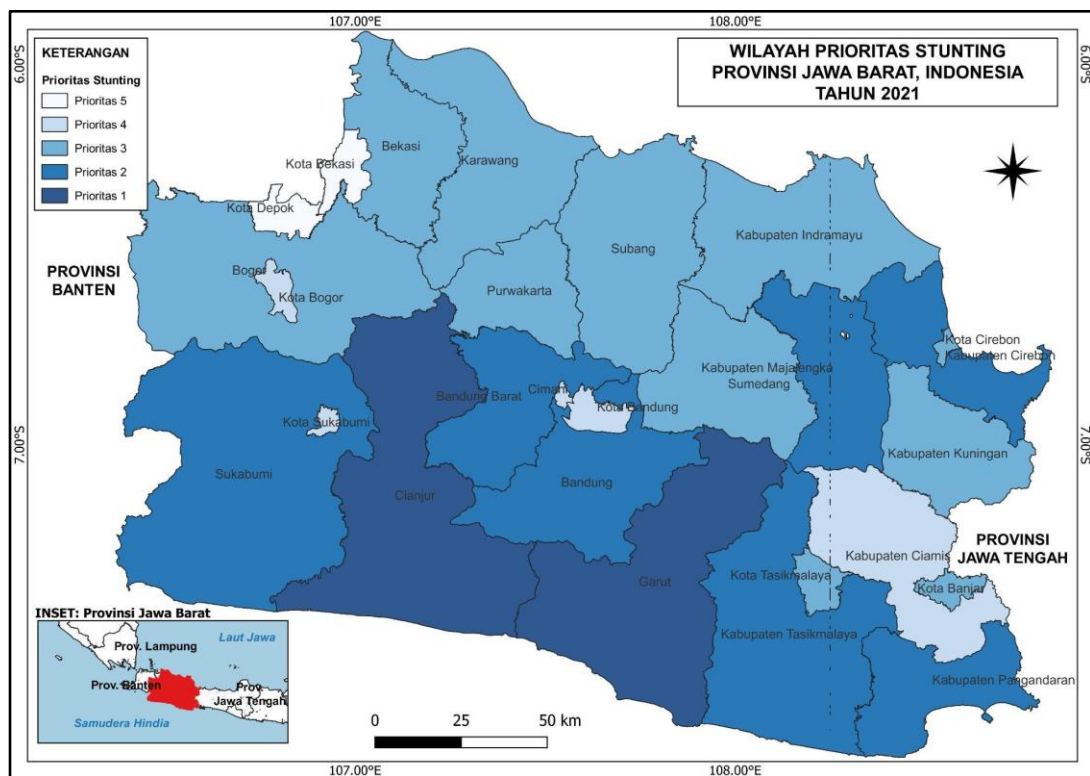 107.00°E
108.00°E
6.00°S
6.00°S
KETERANGAN
Prioritas Stunting
Prioritas 5
Prioritas 4
Prioritas 3
Prioritas 2
Prioritas 1
WILAYAH PRIORITAS STUNTING
PROVINSI JAWA BARAT, INDONESIA
TAHUN 2021
Kota Bekasi
Bekasi
Karawang
Kota Depok
Subang
Kabupaten Indramayu
PROVINSI
BANTEN
Bogor
Kota Bogor
Purwakarta
Kota Cirebon
Kabupaten Cirebon
Kabupaten Majalengka
Sumedang
Bandung Barat
Cimahi
Kota Bandung
Kota Sukabumi
7.00°S
7.00°S
Kabupaten Kuningan
Sukabumi
Cianjur
Bandung
PROVINSI
JAWA TENGAH
Kabupaten Ciamis
Garut
Kota Tasikmalaya
Kota Banjar
Kabupaten Tasikmalaya
Kabupaten Pangandaran
INSET: Provinsi Jawa Barat
Prov. Lampung
Laut Jawa
Prov. Banten
Prov.
Jawa Tengah
Samudera Hindia
0 25 50 km
107.00°E
108.00°E